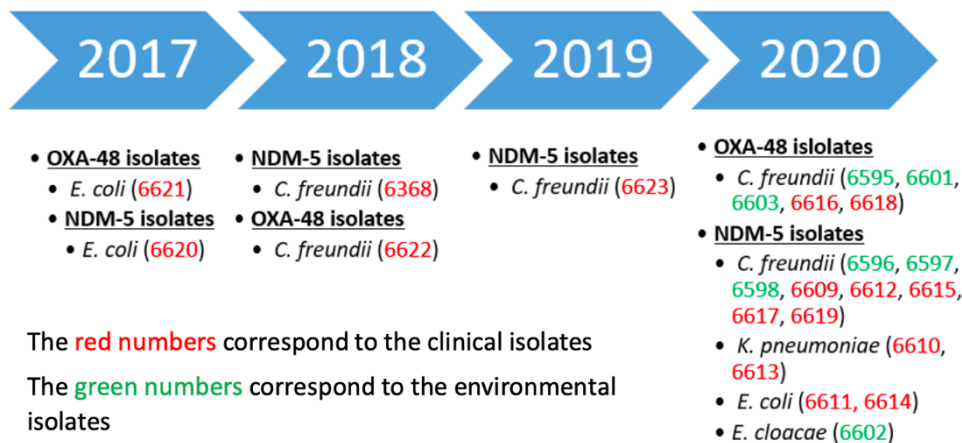 2017
2018
2019
2020
• OXA-48 isolates
• E. coli (6621)
• NDM-5 isolates
• E. coli (6620)
• NDM-5 isolates
• C. freundii (6368)
• OXA-48 isolates
• C. freundii (6622)
• NDM-5 isolates
• C. freundii (6623)
• OXA-48 islolates
• C. freundii (6595, 6601,
6603, 6616, 6618)
• NDM-5 isolates
• C. freundii (6596, 6597,
6598, 6609, 6612, 6615,
6617, 6619)
• K. pneumoniae (6610,
6613)
• E. coli (6611, 6614)
• E. cloacae (6602)
The red numbers correspond to the clinical isolates
The green numbers correspond to the environmental
isolates